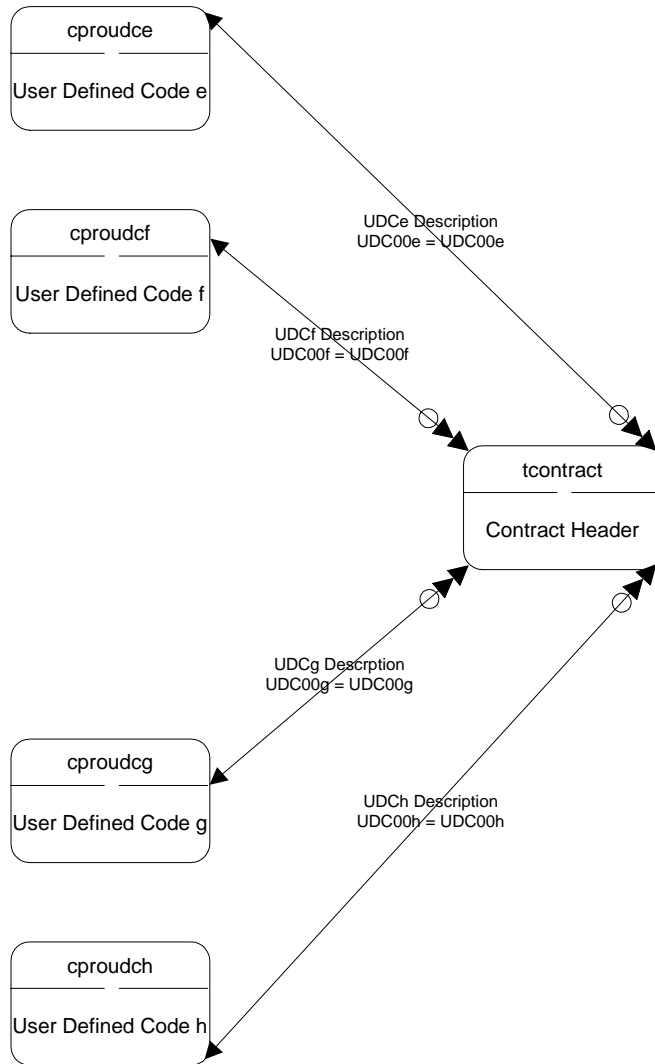 cproudce
User Defined Code e
UDCe Description
UDC00e = UDC00e
cproudcf
User Defined Code f
UDCf Description
UDC00f = UDC00f
tcontract
Contract Header
UDCg Descrption
UDC00g = UDC00g
cproudcg
User Defined Code g
UDCh Description
UDC00h = UDC00h
cproudch
User Defined Code h